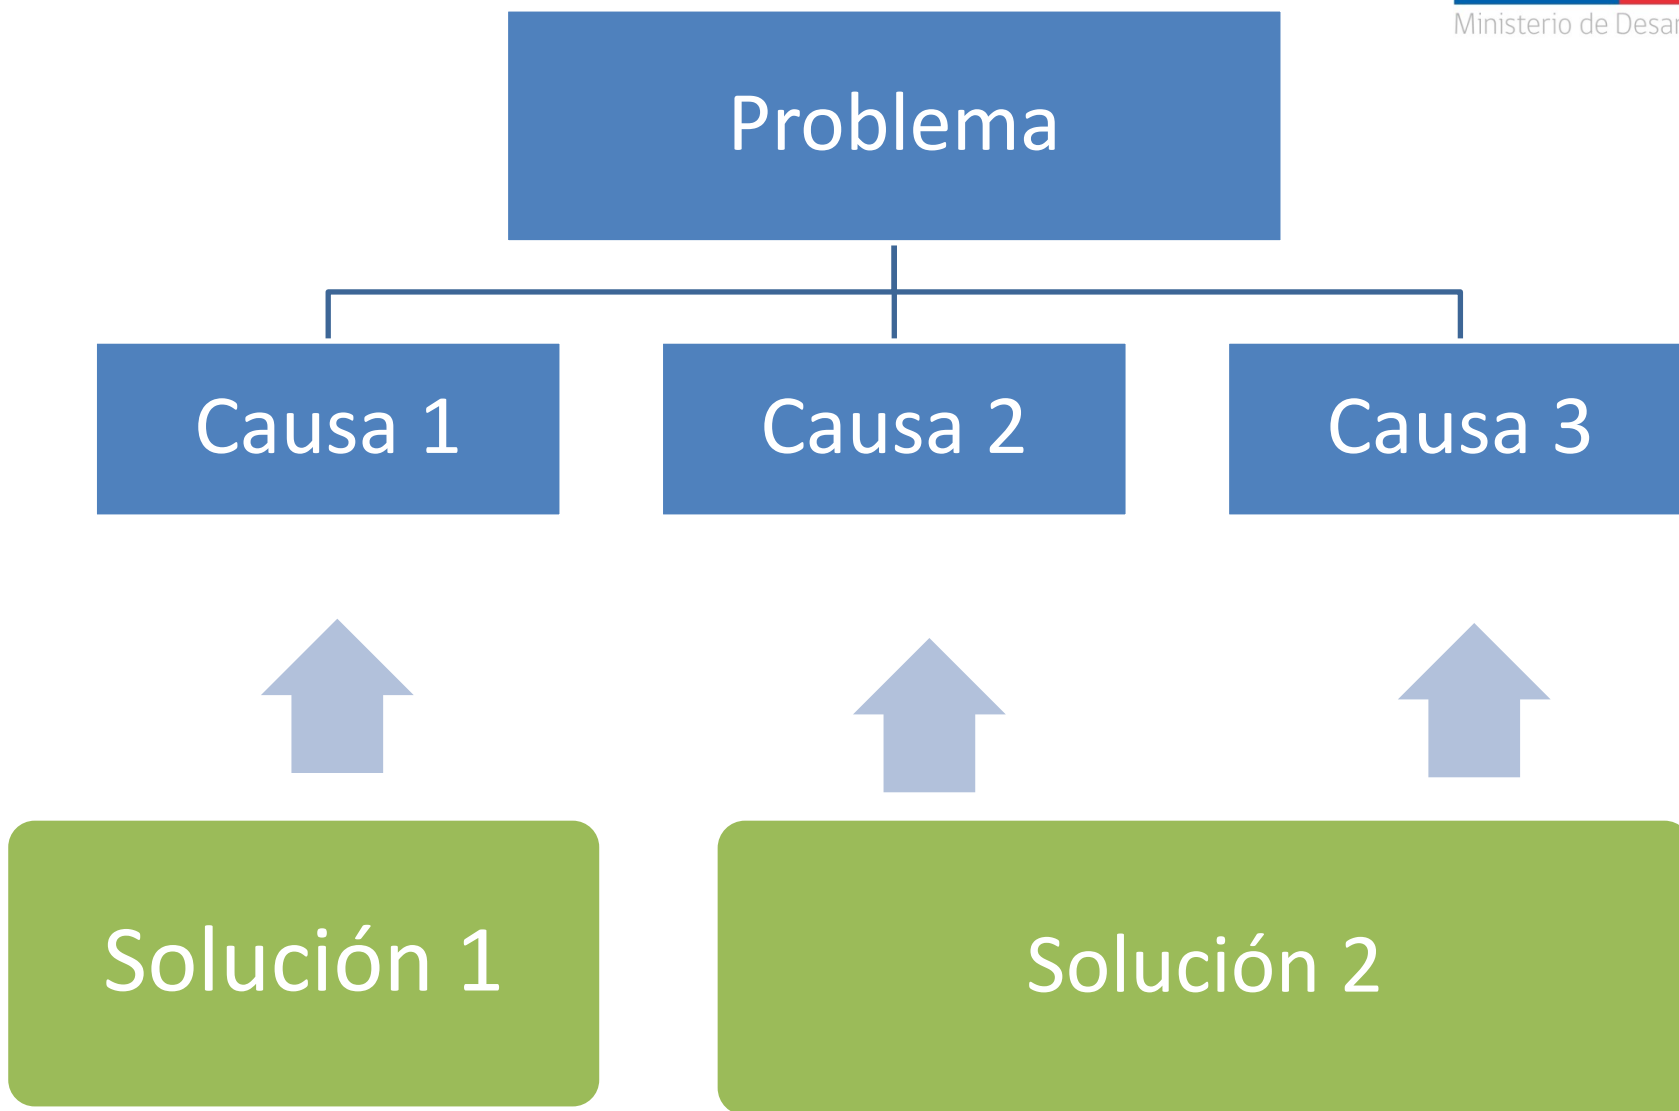 Ministerio de Desar
Problema
Causa 1
Causa 2
Causa 3
Solución 1
Solución 2